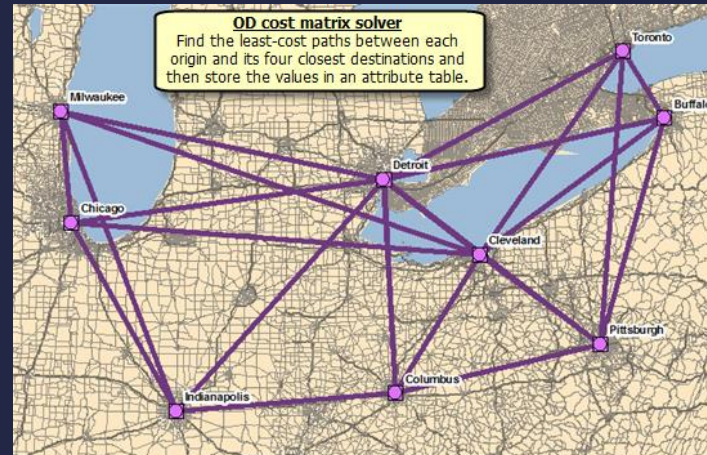 OD cost matrix solver
Find the least-cost paths between each
origin and its four closest destinations and
then store the values in an attribute table.
Toronto
Milwaukee
Buffalo
Detroit
Chicago
Cleveland
Pittsburgh
Columbus
Indianapolis